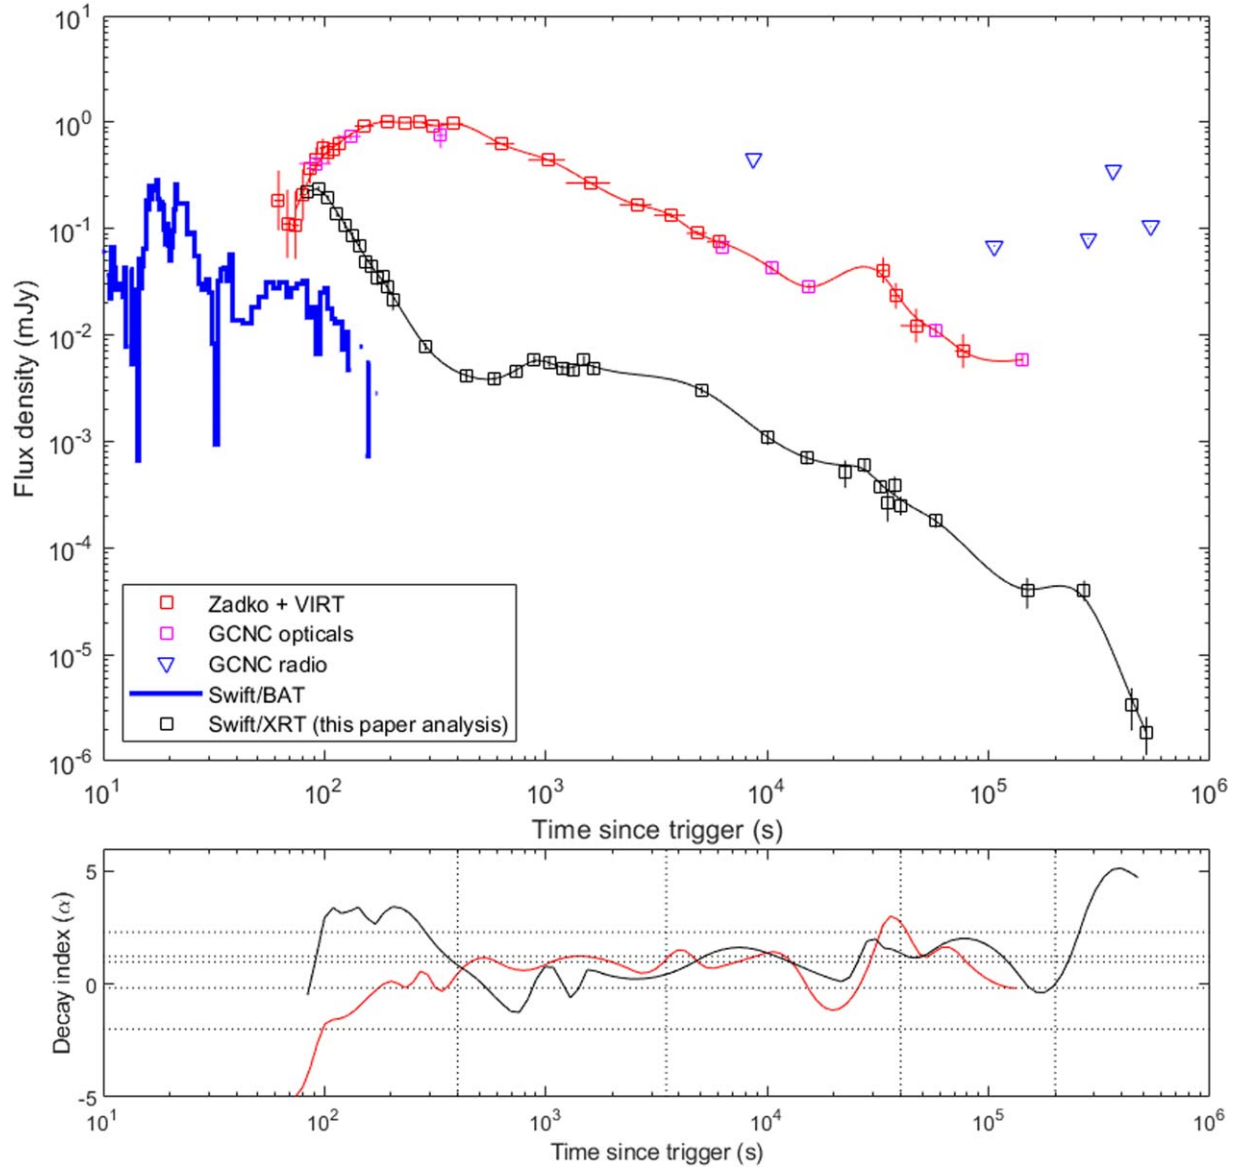 10^1
10^0
10^-1
10^-2
10^-3
10^-4
10^-5
10^-6
Flux density (mJy)
Zadko + VIRT
GCNC opticals
GCNC radio
Swift/BAT
Swift/XRT (this paper analysis)
10^1 10^2 10^3 10^4 10^5 10^6
Time since trigger (s)
5
0
-5
Decay index (α)
10^1 10^2 10^3 10^4 10^5 10^6
Time since trigger (s)